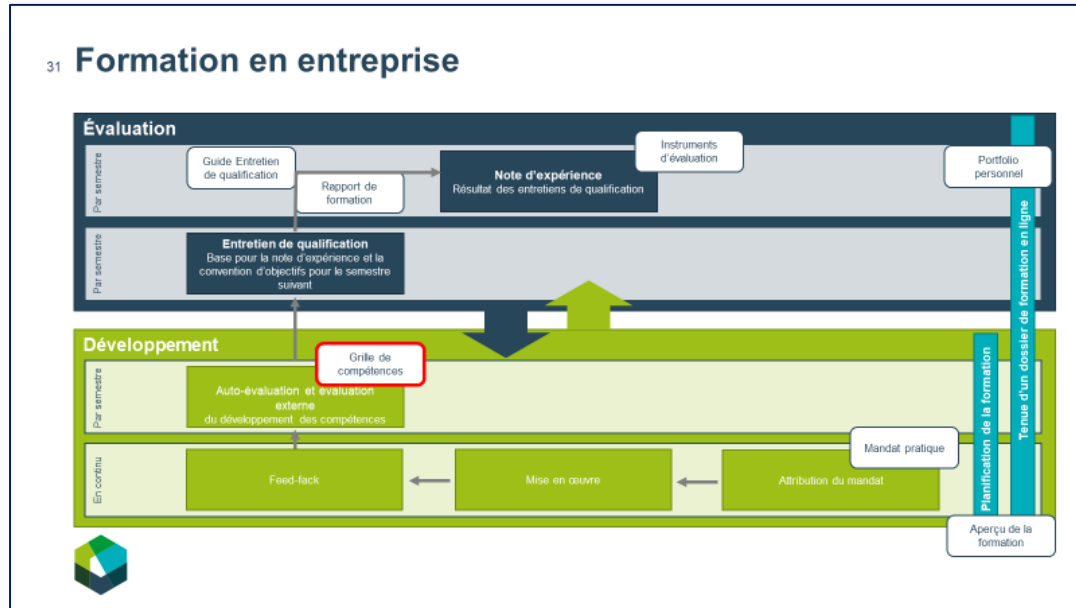 31 Formation en entreprise
Évaluation
Par semestre
Guide Entretien
de qualification
Rapport de
formation
Note d'expérience
Résultat des entretiens de qualification
Instruments
d'évaluation
Portfolio
personnel
Par semestre
Entretien de qualification
Base pour la note d'expérience et la
convention d'objectifs pour le semestre
suivant
Développement
Par semestre
Grille de
compétences
Auto-évaluation et évaluation
externe
du développement des compétences
En continu
Feed-fack
Mise en œuvre
Mandat pratique
Attribution du mandat
Planification de la formation
Tenue d'un dossier de formation en ligne
Aperçu de la
formation